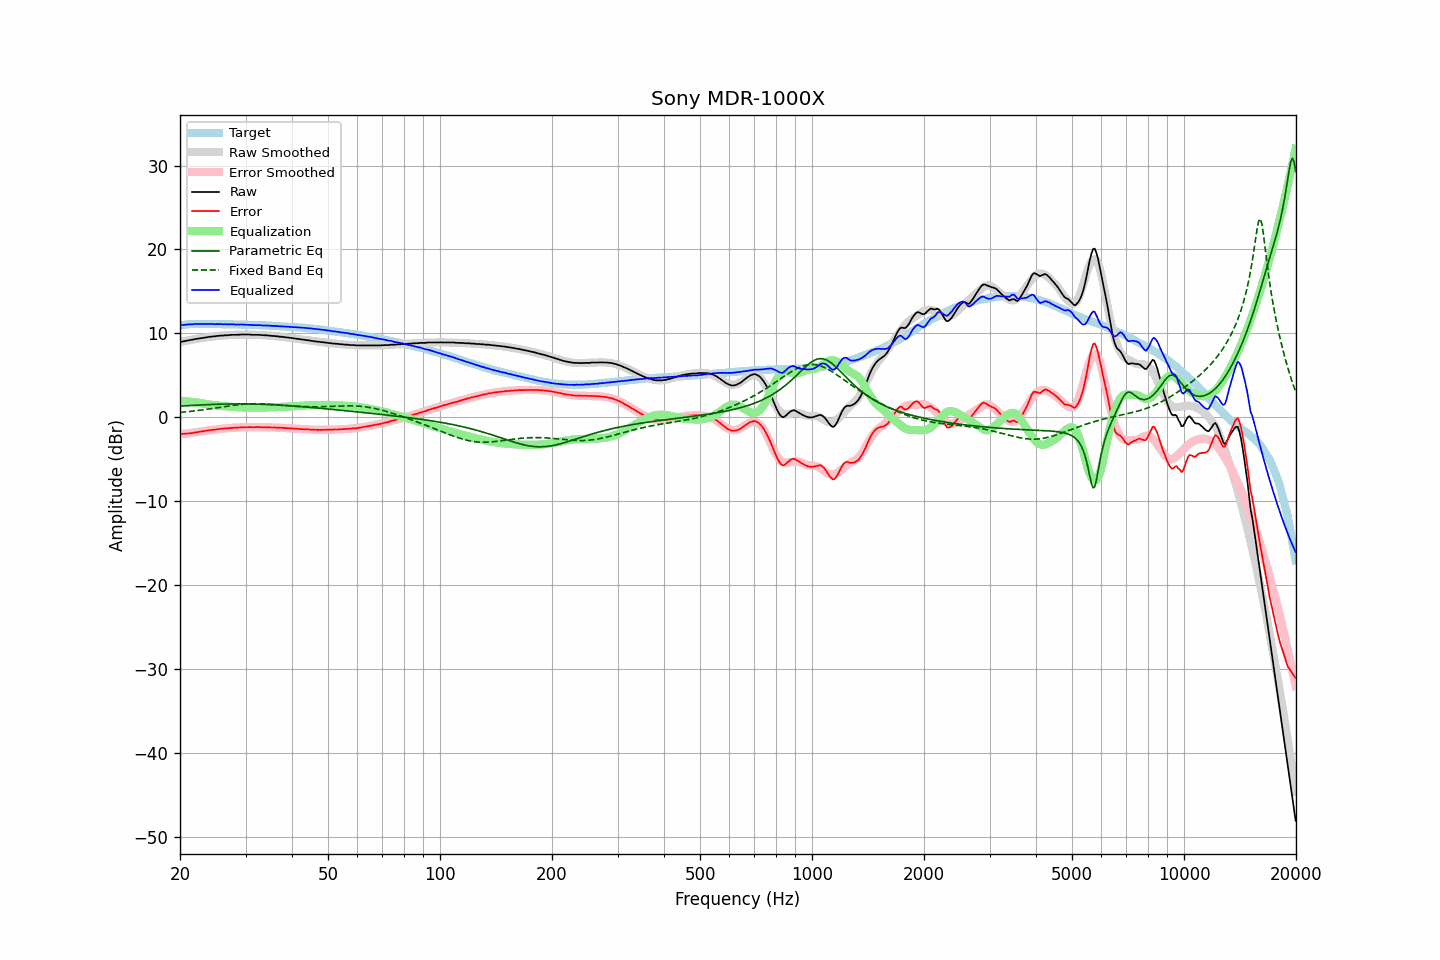 Sony MDR-1000X
Target
Raw Smoothed
Error Smoothed
Raw
Error
Equalization
Parametric Eq
Fixed Band Eq
Equalized
30
20
10
0
−10
−20
−30
−40
−50
Amplitude (dBr)
20 50 100 200 500 1000 2000 5000 10000 20000
Frequency (Hz)